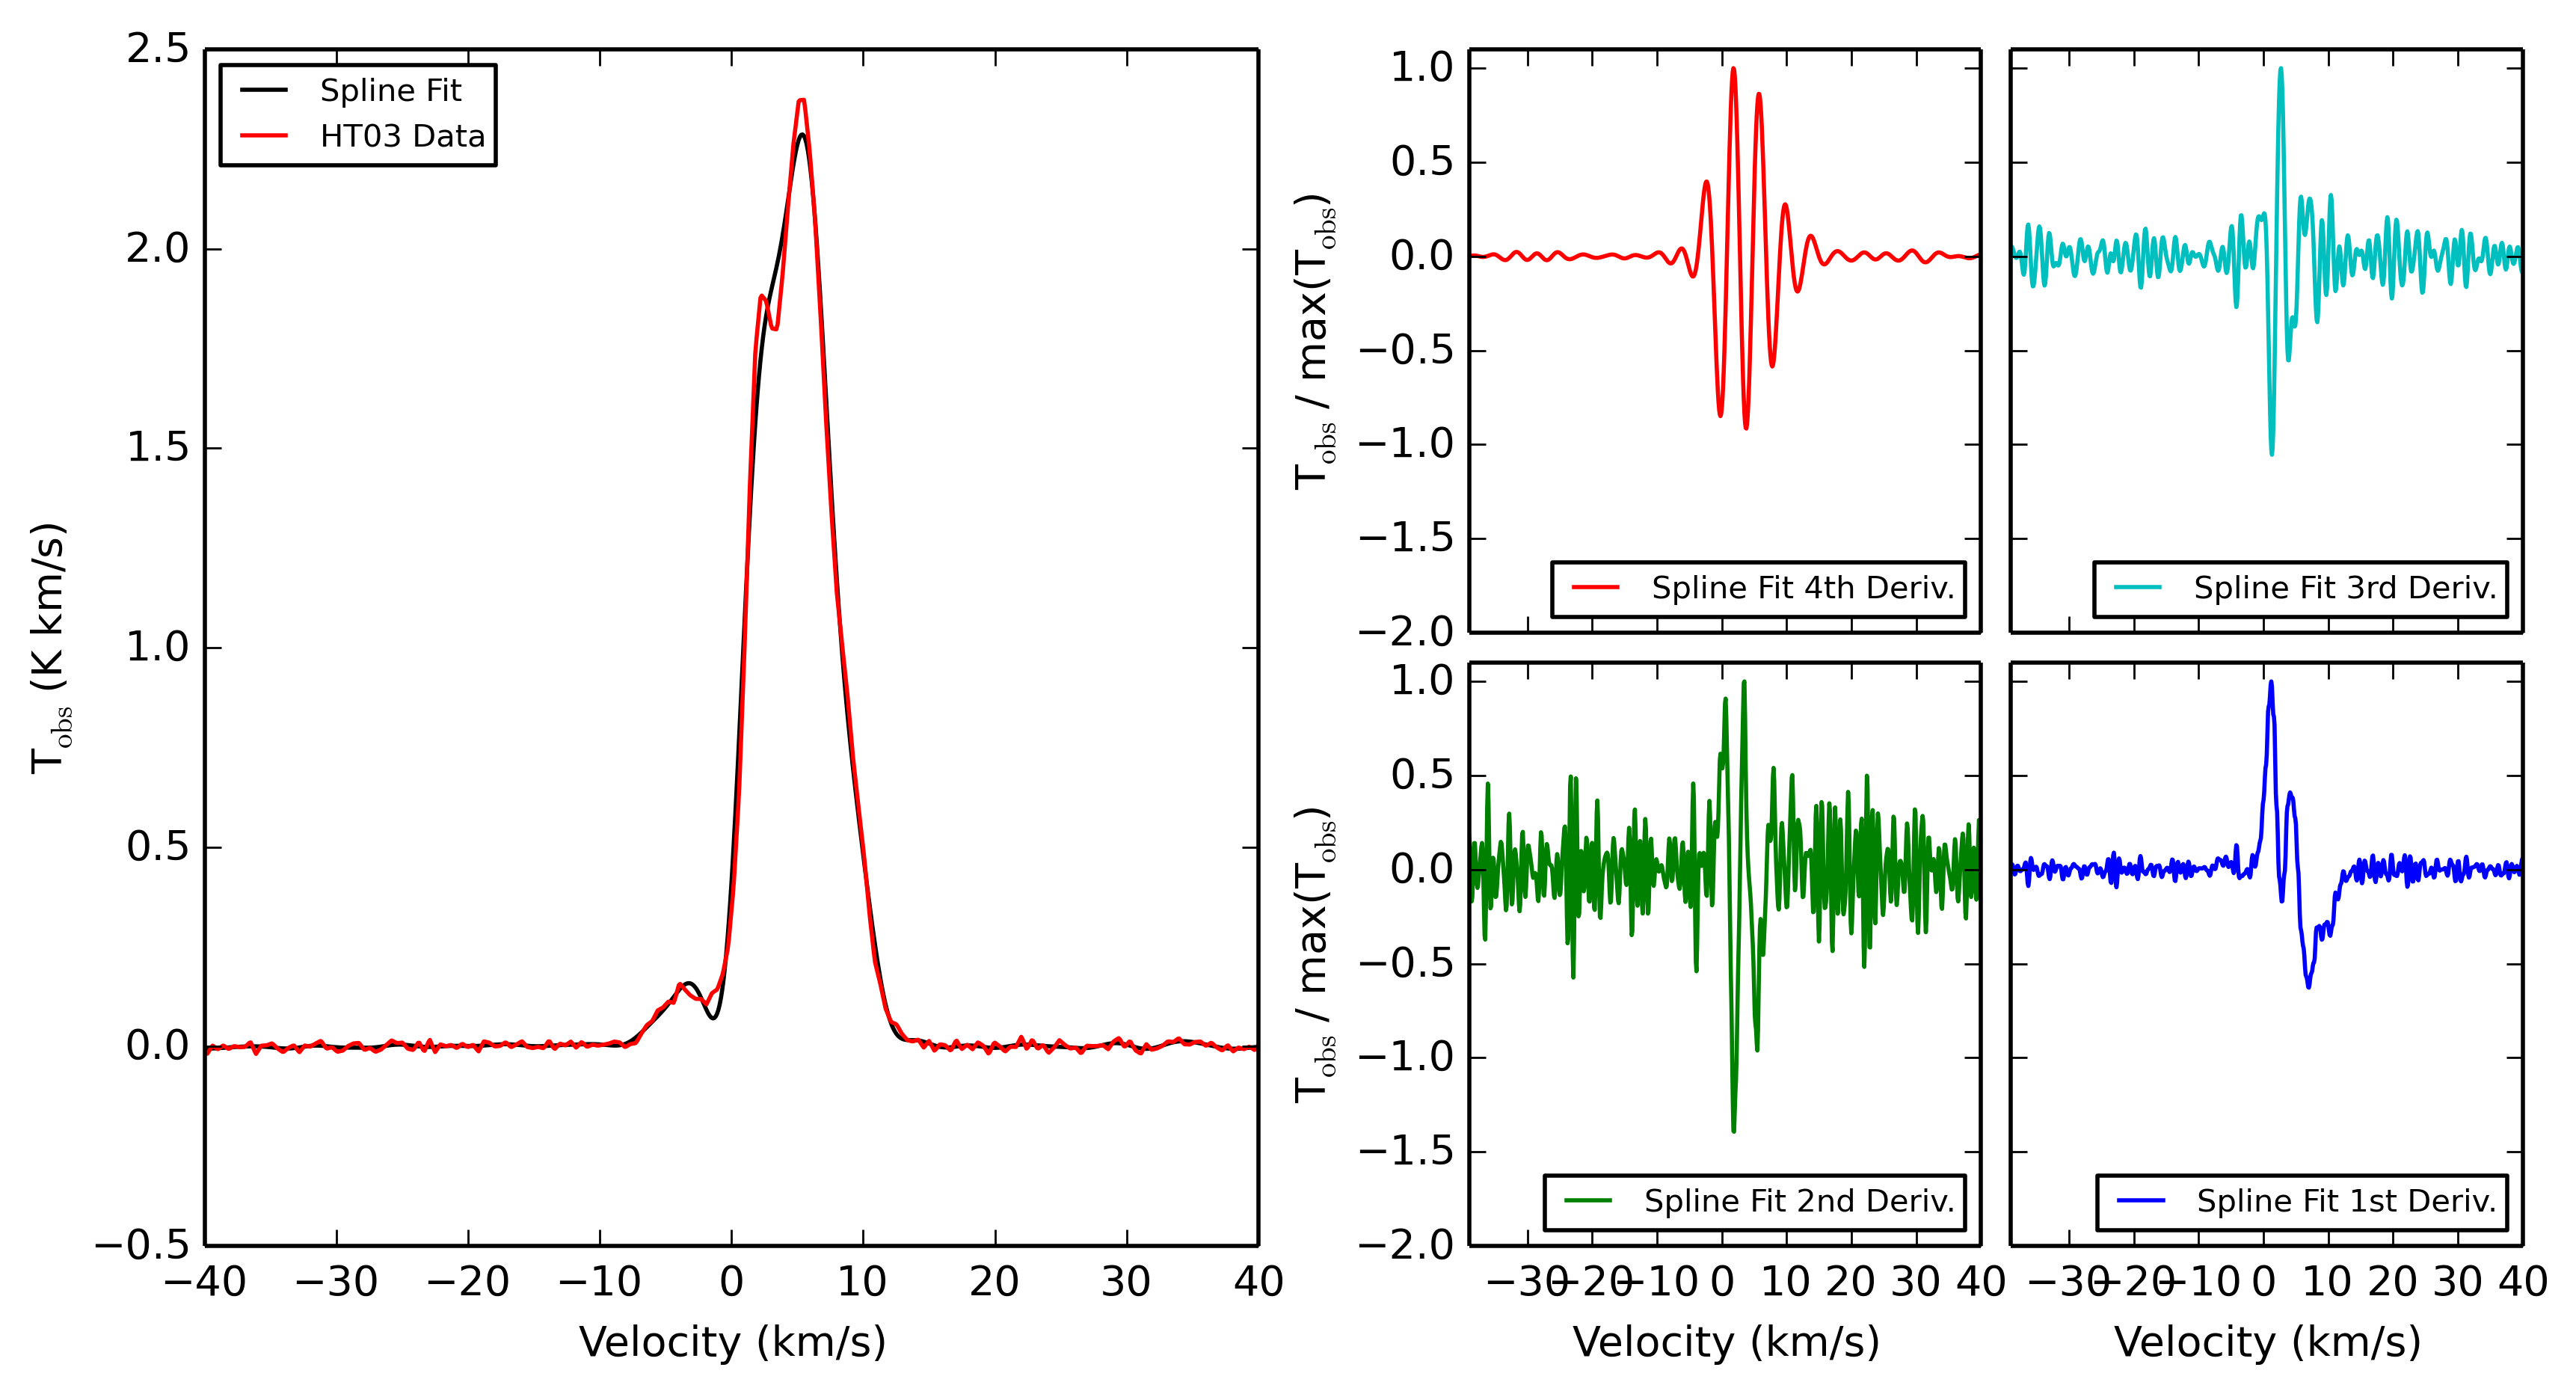 2.5
2.0
1.5
1.0
0.5
0.0
−0.5
T_obs (K km/s)
Spline Fit
HT03 Data
−40 −30 −20 −10 0 10 20 30 40
Velocity (km/s)
1.0
0.5
0.0
−0.5
−1.0
−1.5
−2.0
T_obs / max(T_obs)
Spline Fit 4th Deriv.
Spline Fit 3rd Deriv.
1.0
0.5
0.0
−0.5
−1.0
−1.5
−2.0
T_obs / max(T_obs)
Spline Fit 2nd Deriv.
−30 −20 −10 0 10 20 30 40
Velocity (km/s)
Spline Fit 1st Deriv.
−30 −20 −10 0 10 20 30 40
Velocity (km/s)